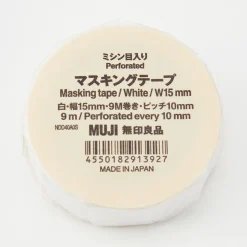 ミシン目入り
Perforated
マスキングテープ
Masking tape / White / W15 mm
白・幅15mm・9M巻き・ピッチ10mm
9 m / Perforated every 10 mm
MUJI 無印良品
4550182913927
MADE IN JAPAN